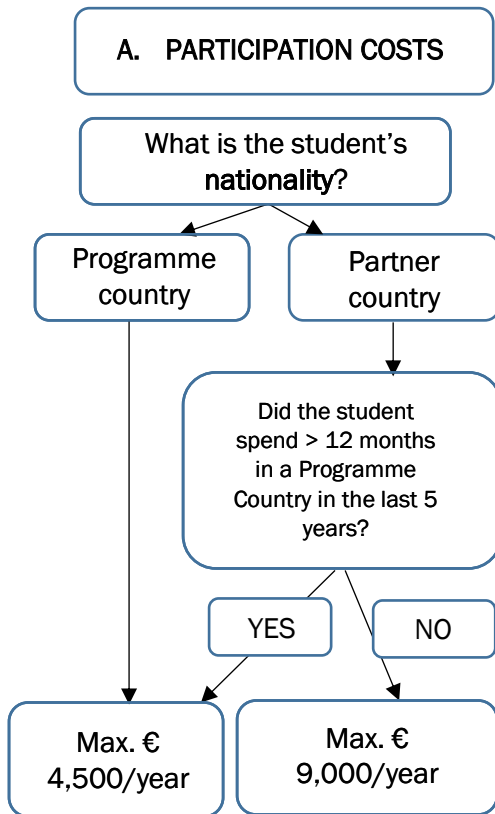 A. PARTICIPATION COSTS
What is the student's
nationality?
Programme
country
Partner
country
Did the student
spend > 12 months
in a Programme
Country in the last 5
years?
YES
NO
Max. €
4,500/year
Max. €
9,000/year